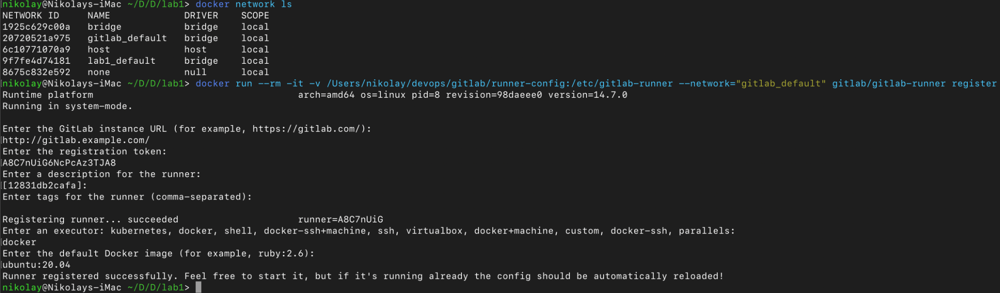 nikolay@Nikolays-iMac ~/D/D/lab1> docker network ls
NETWORK ID     NAME             DRIVER    SCOPE
1925c629c00a   bridge           bridge    local
20720521a975   gitlab_default   bridge    local
6c10771070a9   host             host      local
9f7fe4d74181   lab1_default     bridge    local
8675c832e592   none             null      local
nikolay@Nikolays-iMac ~/D/D/lab1> docker run --rm -it -v /Users/nikolay/devops/gitlab/runner-config:/etc/gitlab-runner --network="gitlab_default" gitlab/gitlab-runner register
Runtime platform                                    arch=amd64 os=linux pid=8 revision=98daeee0 version=14.7.0
Running in system-mode.
Enter the GitLab instance URL (for example, https://gitlab.com/):
http://gitlab.example.com/
Enter the registration token:
A8C7nUiG6NcPcAz3TJA8
Enter a description for the runner:
[12831db2cafa]:
Enter tags for the runner (comma-separated):
Registering runner... succeeded                     runner=A8C7nUiG
Enter an executor: kubernetes, docker, shell, docker-ssh+machine, ssh, virtualbox, docker+machine, custom, docker-ssh, parallels:
docker
Enter the default Docker image (for example, ruby:2.6):
ubuntu:20.04
Runner registered successfully. Feel free to start it, but if it's running already the config should be automatically reloaded!
nikolay@Nikolays-iMac ~/D/D/lab1>